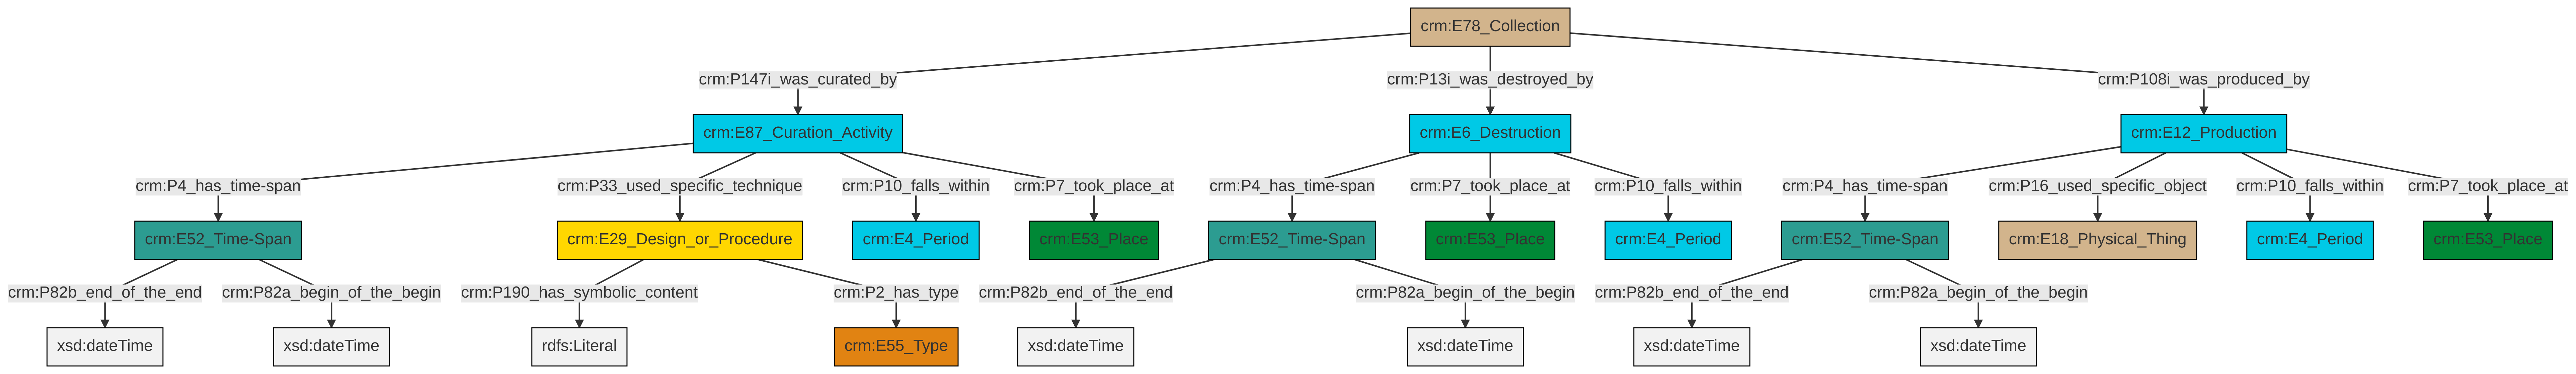 crm:E78_Collection
crm:P147i_was_curated_by
crm:P13i_was_destroyed_by
crm:P108i_was_produced_by
crm:E87_Curation_Activity
crm:E6_Destruction
crm:E12_Production
crm:P4_has_time-span
crm:P33_used_specific_technique
crm:P10_falls_within
crm:P7_took_place_at
crm:P4_has_time-span
crm:P7_took_place_at
crm:P10_falls_within
crm:P4_has_time-span
crm:P16_used_specific_object
crm:P10_falls_within
crm:P7_took_place_at
crm:E52_Time-Span
crm:E29_Design_or_Procedure
crm:E4_Period
crm:E53_Place
crm:E52_Time-Span
crm:E53_Place
crm:E4_Period
crm:E52_Time-Span
crm:E18_Physical_Thing
crm:E4_Period
crm:E53_Place
crm:P82b_end_of_the_end
crm:P82a_begin_of_the_begin
crm:P190_has_symbolic_content
crm:P2_has_type
crm:P82b_end_of_the_end
crm:P82a_begin_of_the_begin
crm:P82b_end_of_the_end
crm:P82a_begin_of_the_begin
xsd:dateTime
xsd:dateTime
rdfs:Literal
crm:E55_Type
xsd:dateTime
xsd:dateTime
xsd:dateTime
xsd:dateTime